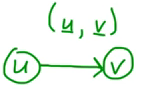 (u, v)
u v